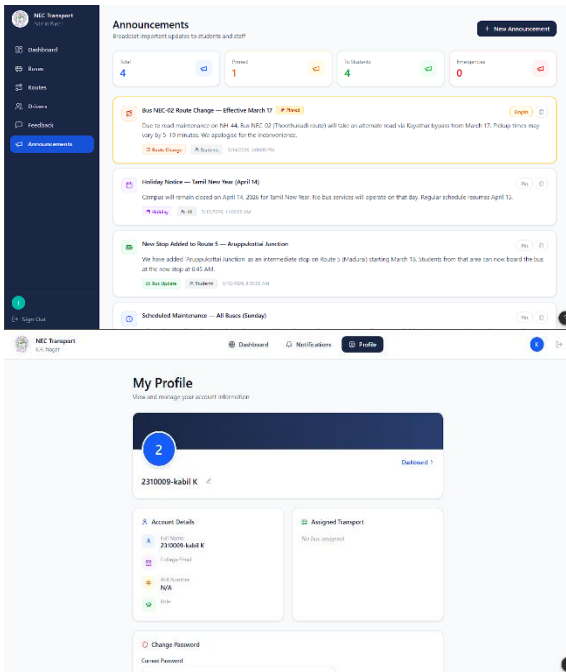 NEC Transport
Admin Panel
Dashboard
Buses
Routes
Drivers
Feedback
Announcements
Sign Out
Announcements
Broadcast important updates to students and staff
+ New Announcement
Total
4
Pinned
1
To Students
4
Emergencies
0
Bus NEC-02 Route Change — Effective March 17 Pinned
Unpin
Due to road maintenance on NH 44, Bus NEC-02 (Thoothukudi route) will take an alternate road via Kayathar bypass from March 17. Pickup times may
vary by 5-10 minutes. We apologise for the inconvenience.
Route Change Students
Holiday Notice — Tamil New Year (April 14)
Pin
Campus will remain closed on April 14, 2026 for Tamil New Year. No bus services will operate on that day. Regular schedule resumes April 15.
Holiday All
New Stop Added to Route 5 — Aruppukottai Junction
Pin
We have added 'Aruppukottai Junction' as an intermediate stop on Route 5 (Madurai) starting March 18. Students from that area can now board the bus
at the new stop at 6:45 AM.
Bus Update Students
Scheduled Maintenance — All Buses (Sunday)
Pin
NEC Transport
K.R. Nagar
Dashboard
Notifications
Profile
K
My Profile
View and manage your account information
2
Dashboard
2310009-kabil K
Account Details
Full Name
2310009-kabil K
College Email
Roll Number
N/A
Role
Assigned Transport
No bus assigned
Change Password
Current Password